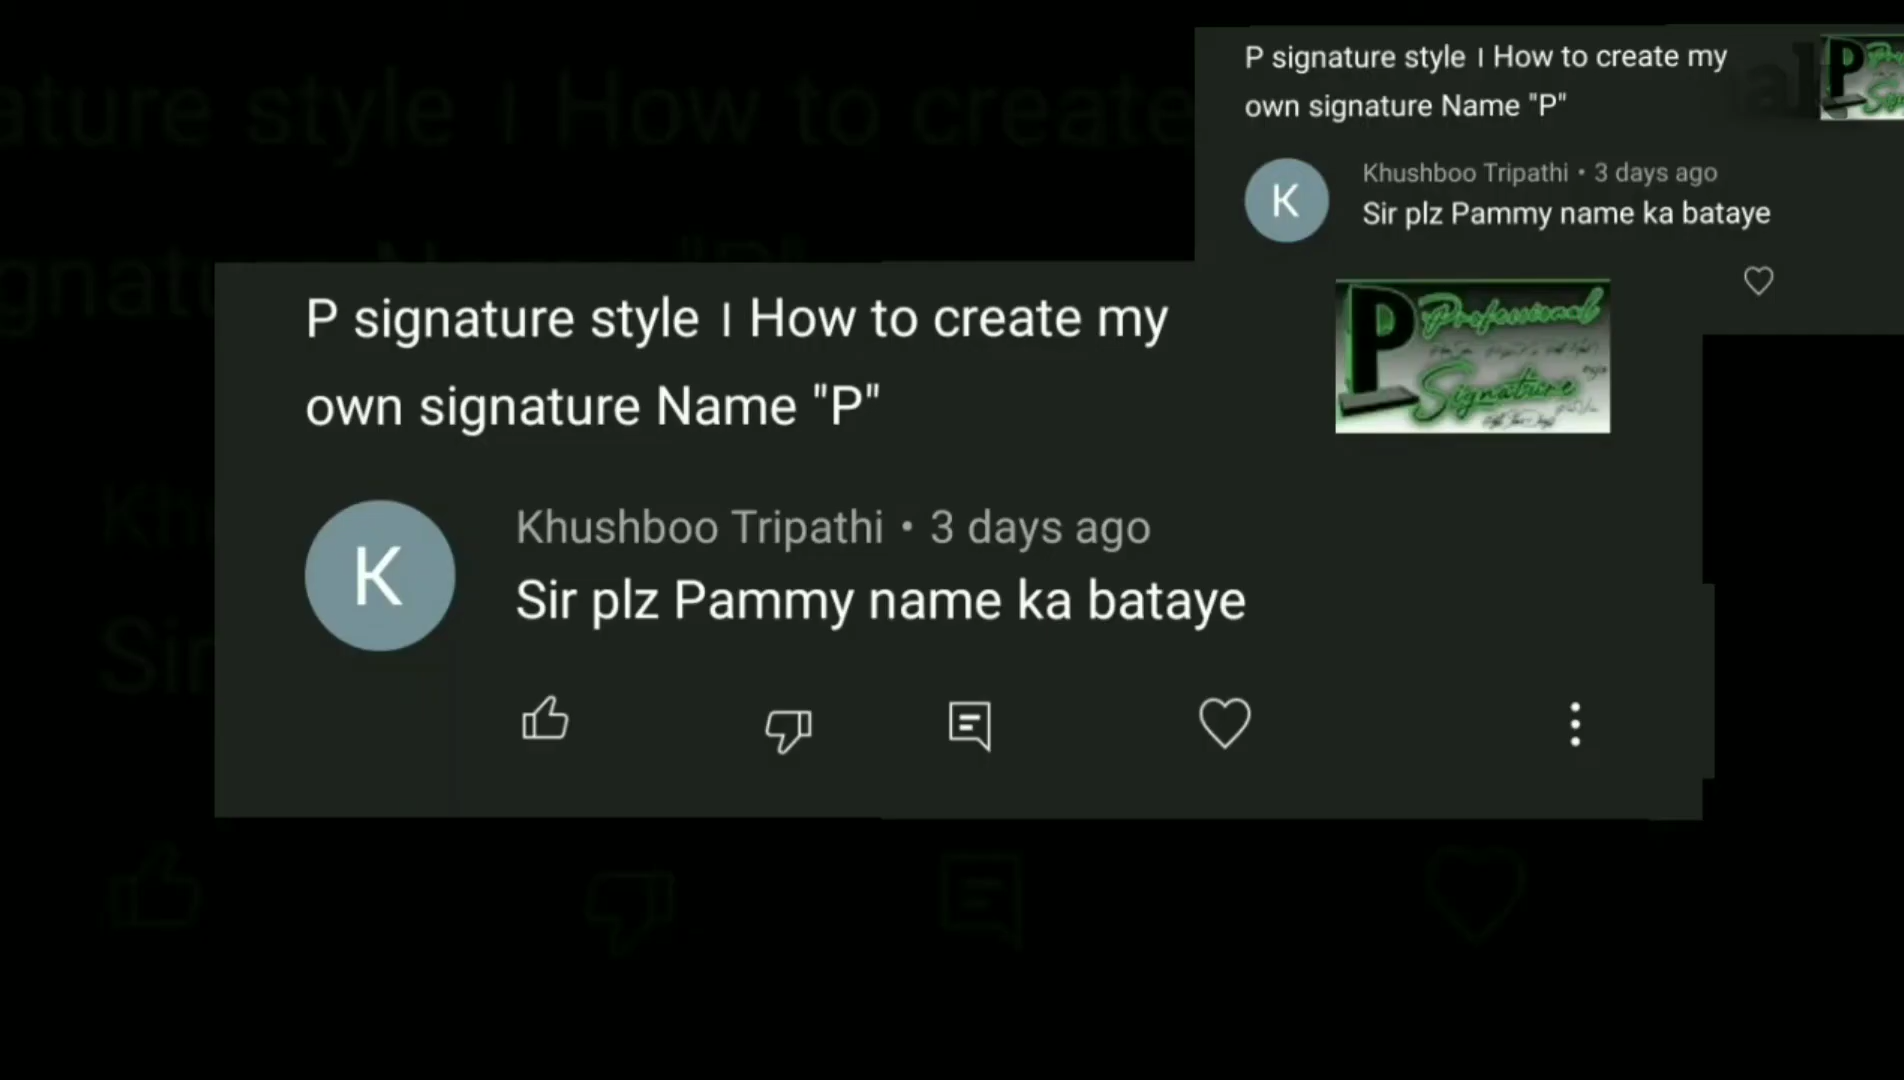 P signature style । How to create my
own signature Name "P"
Khushboo Tripathi • 3 days ago
Sir plz Pammy name ka bataye
P signature style । How to create my
own signature Name "P"
P Professional
Signature
K
Khushboo Tripathi • 3 days ago
Sir plz Pammy name ka bataye